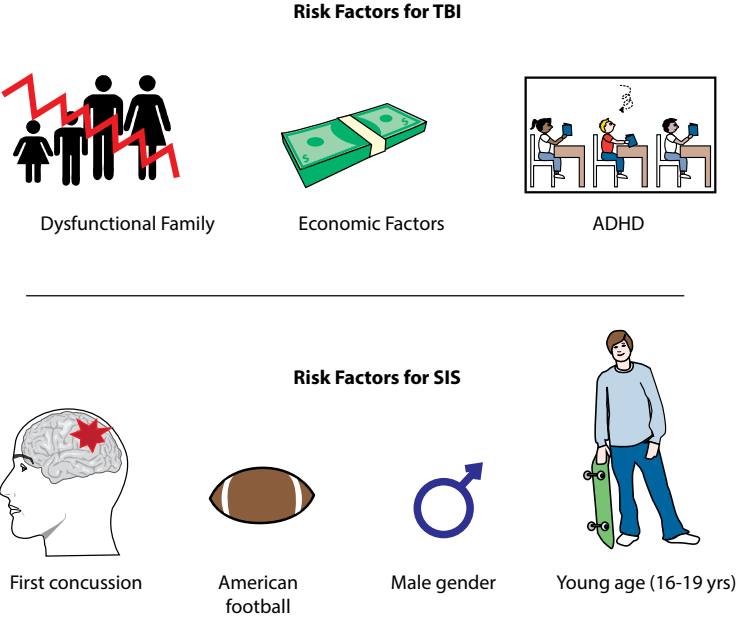 Risk Factors for TBI
$
$
Dysfunctional Family
Economic Factors
ADHD
Risk Factors for SIS
First concussion
American
football
Male gender
Young age (16-19 yrs)